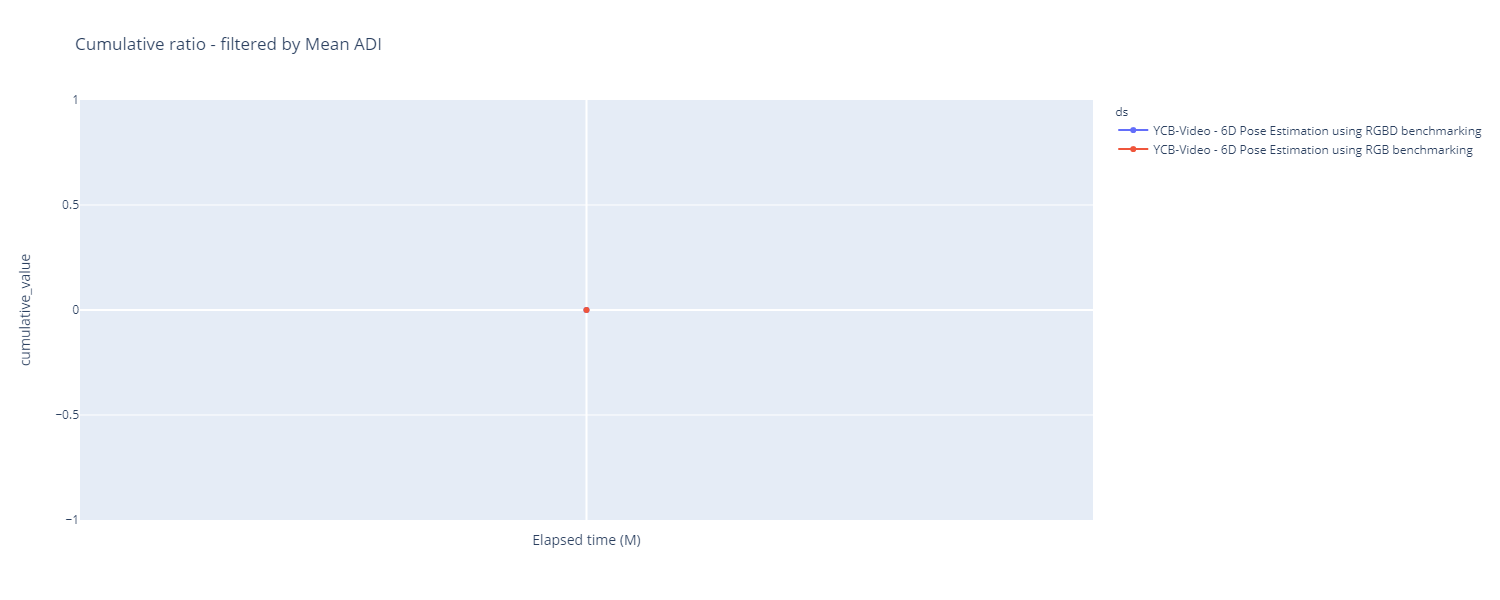 Cumulative ratio - filtered by Mean ADI
1
0.5
0
−0.5
−1
cumulative_value
Elapsed time (M)
ds
YCB-Video - 6D Pose Estimation using RGBD benchmarking
YCB-Video - 6D Pose Estimation using RGB benchmarking